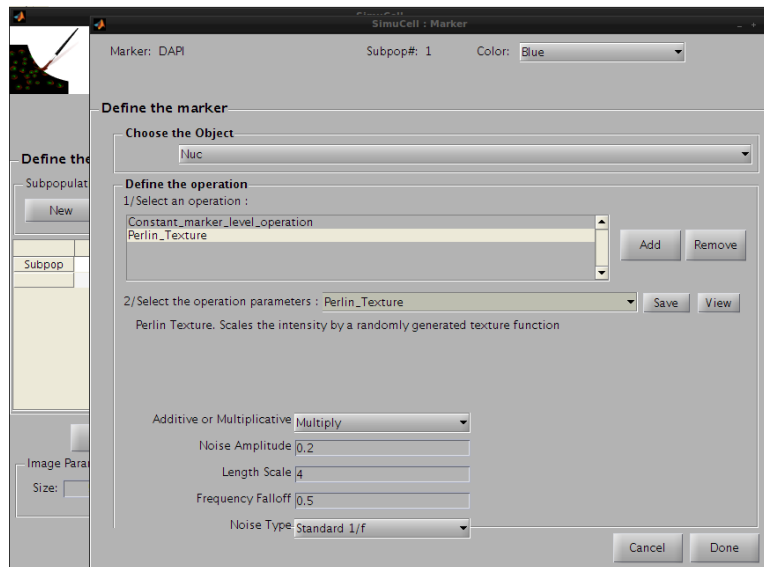 SimuCell : Marker
Marker: DAPI Subpop#: 1 Color: Blue
Define the marker
Choose the Object
Nuc
Define the operation
1/Select an operation :
Constant_marker_level_operation
Perlin_Texture
Add Remove
2/Select the operation parameters : Perlin_Texture Save View
Perlin Texture. Scales the intensity by a randomly generated texture function
Additive or Multiplicative Multiply
Noise Amplitude 0.2
Length Scale 4
Frequency Falloff 0.5
Noise Type Standard 1/f
Cancel Done
Define the
Subpopulat
New
Subpop
Image Parar
Size: